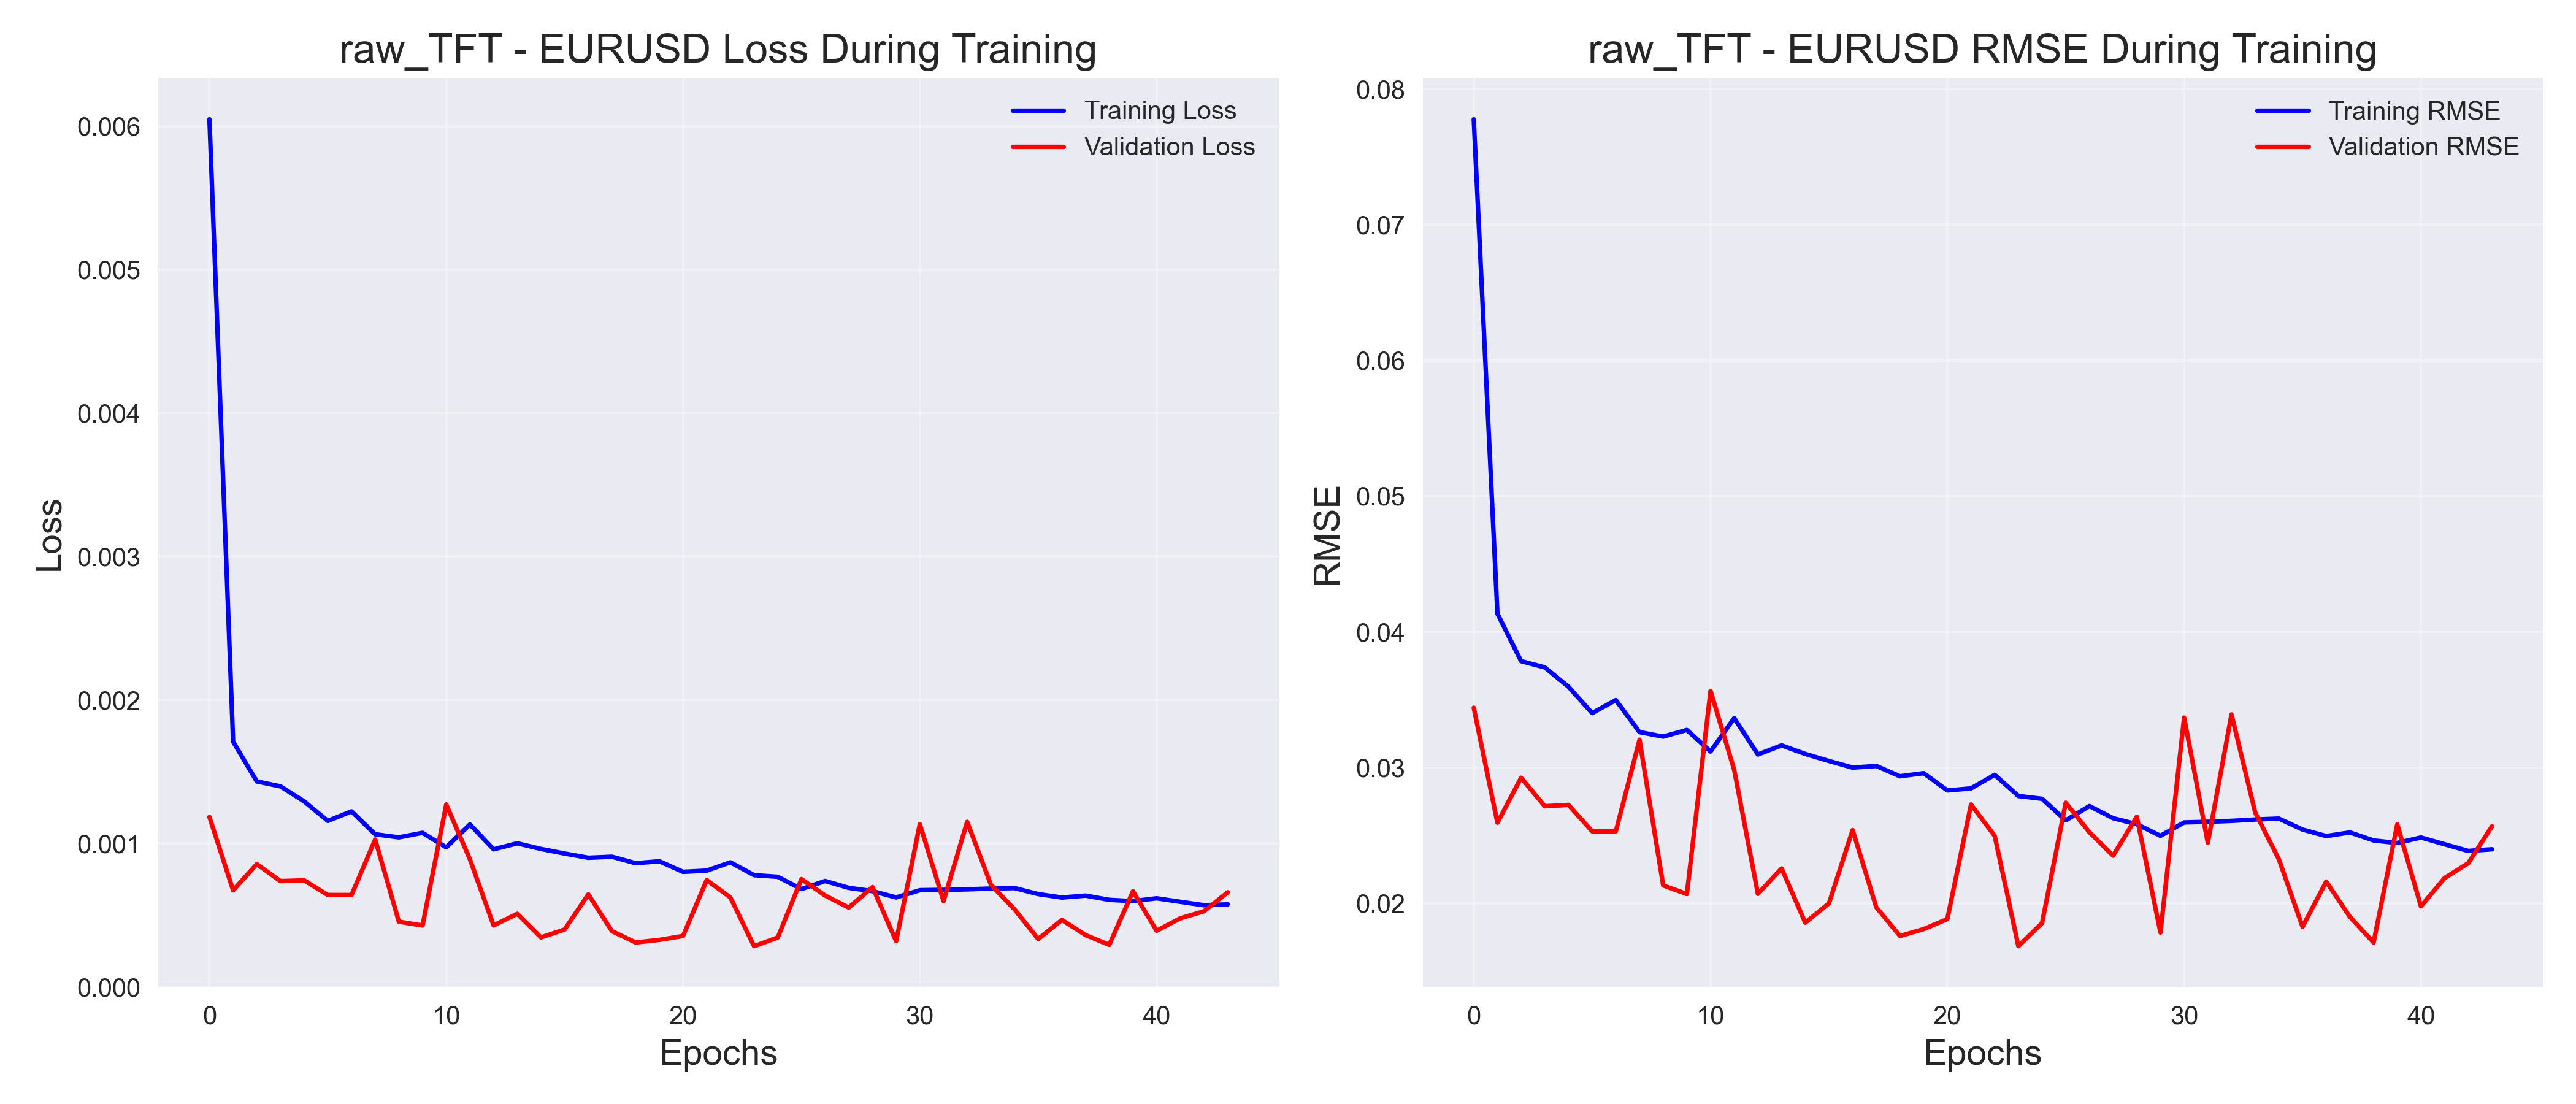 raw_TFT - EURUSD Loss During Training
Training Loss
Validation Loss
0.006
0.005
0.004
0.003
0.002
0.001
0.000
Loss
0 10 20 30 40
Epochs
raw_TFT - EURUSD RMSE During Training
Training RMSE
Validation RMSE
0.08
0.07
0.06
0.05
0.04
0.03
0.02
RMSE
0 10 20 30 40
Epochs